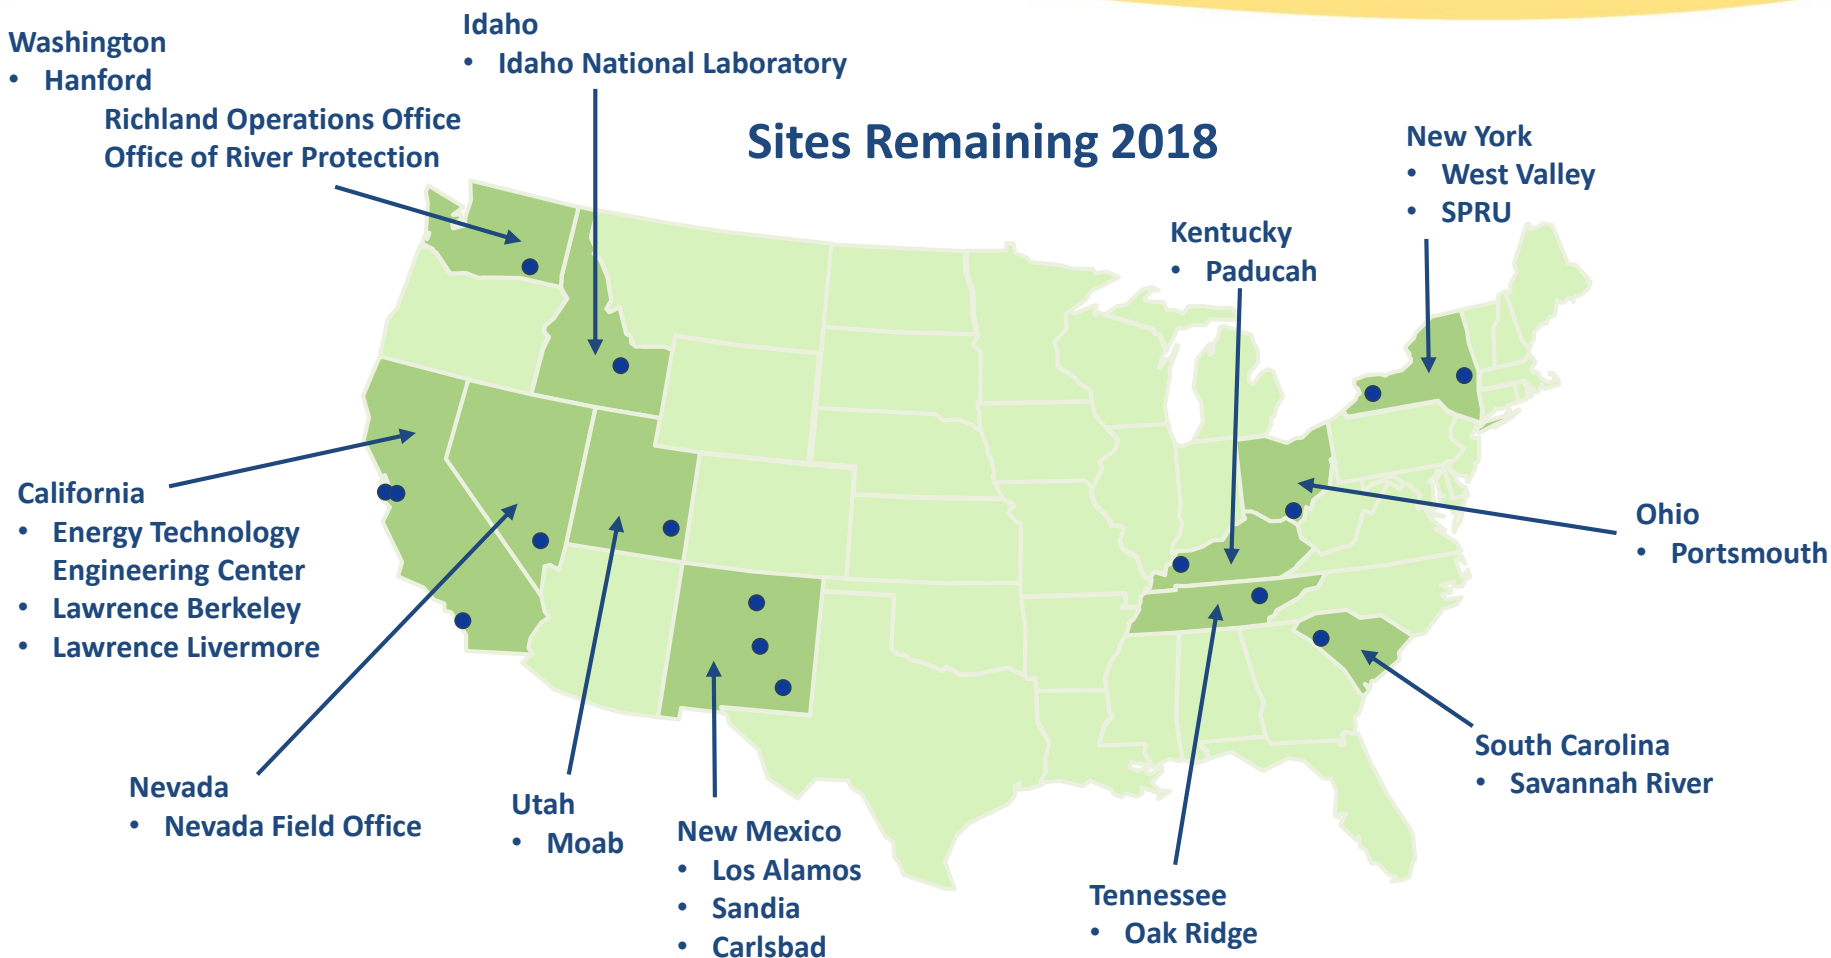 Washington
• Hanford
Richland Operations Office
Office of River Protection
Idaho
• Idaho National Laboratory
Sites Remaining 2018
New York
• West Valley
• SPRU
Kentucky
• Paducah
California
• Energy Technology
Engineering Center
• Lawrence Berkeley
• Lawrence Livermore
Ohio
• Portsmouth
Nevada
• Nevada Field Office
Utah
• Moab
New Mexico
• Los Alamos
• Sandia
• Carlsbad
Tennessee
• Oak Ridge
South Carolina
• Savannah River